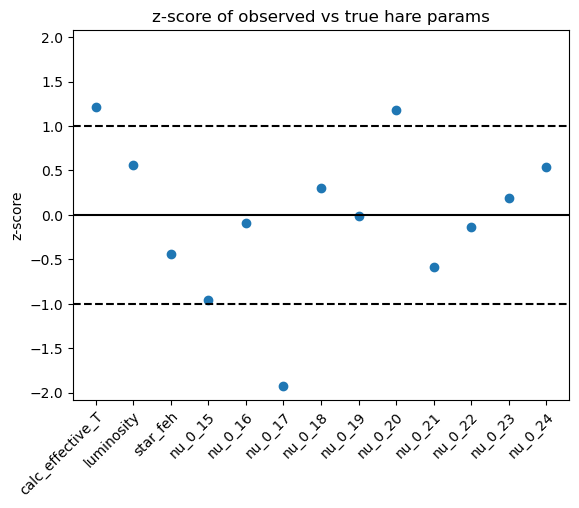 z-score of observed vs true hare params
2.0
1.5
1.0
0.5
0.0
−0.5
−1.0
−1.5
−2.0
z-score
calc_effective_T
luminosity
star_feh
nu_0_15
nu_0_16
nu_0_17
nu_0_18
nu_0_19
nu_0_20
nu_0_21
nu_0_22
nu_0_23
nu_0_24